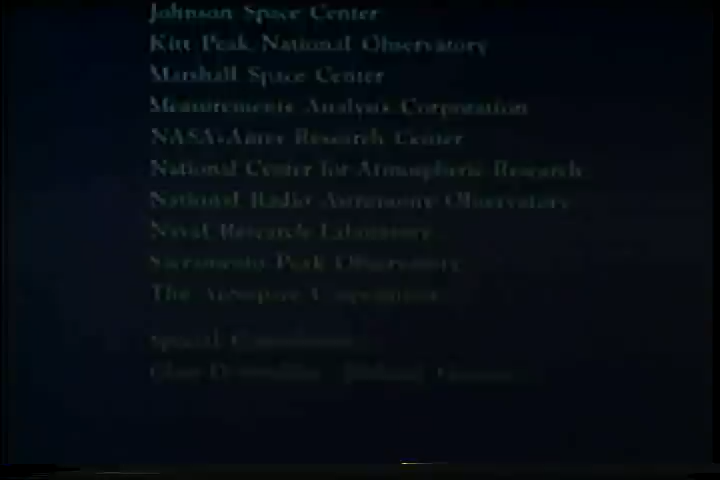 Johnson Space Center
Kitt Peak National Observatory
Marshall Space Center
Measurements Analysis Corporation
NASA-Ames Research Center
National Center for Atmospheric Research
National Radio Astronomy Observatory
Naval Research Laboratory
Sacramento Peak Observatory
The Aerospace Corporation
Special